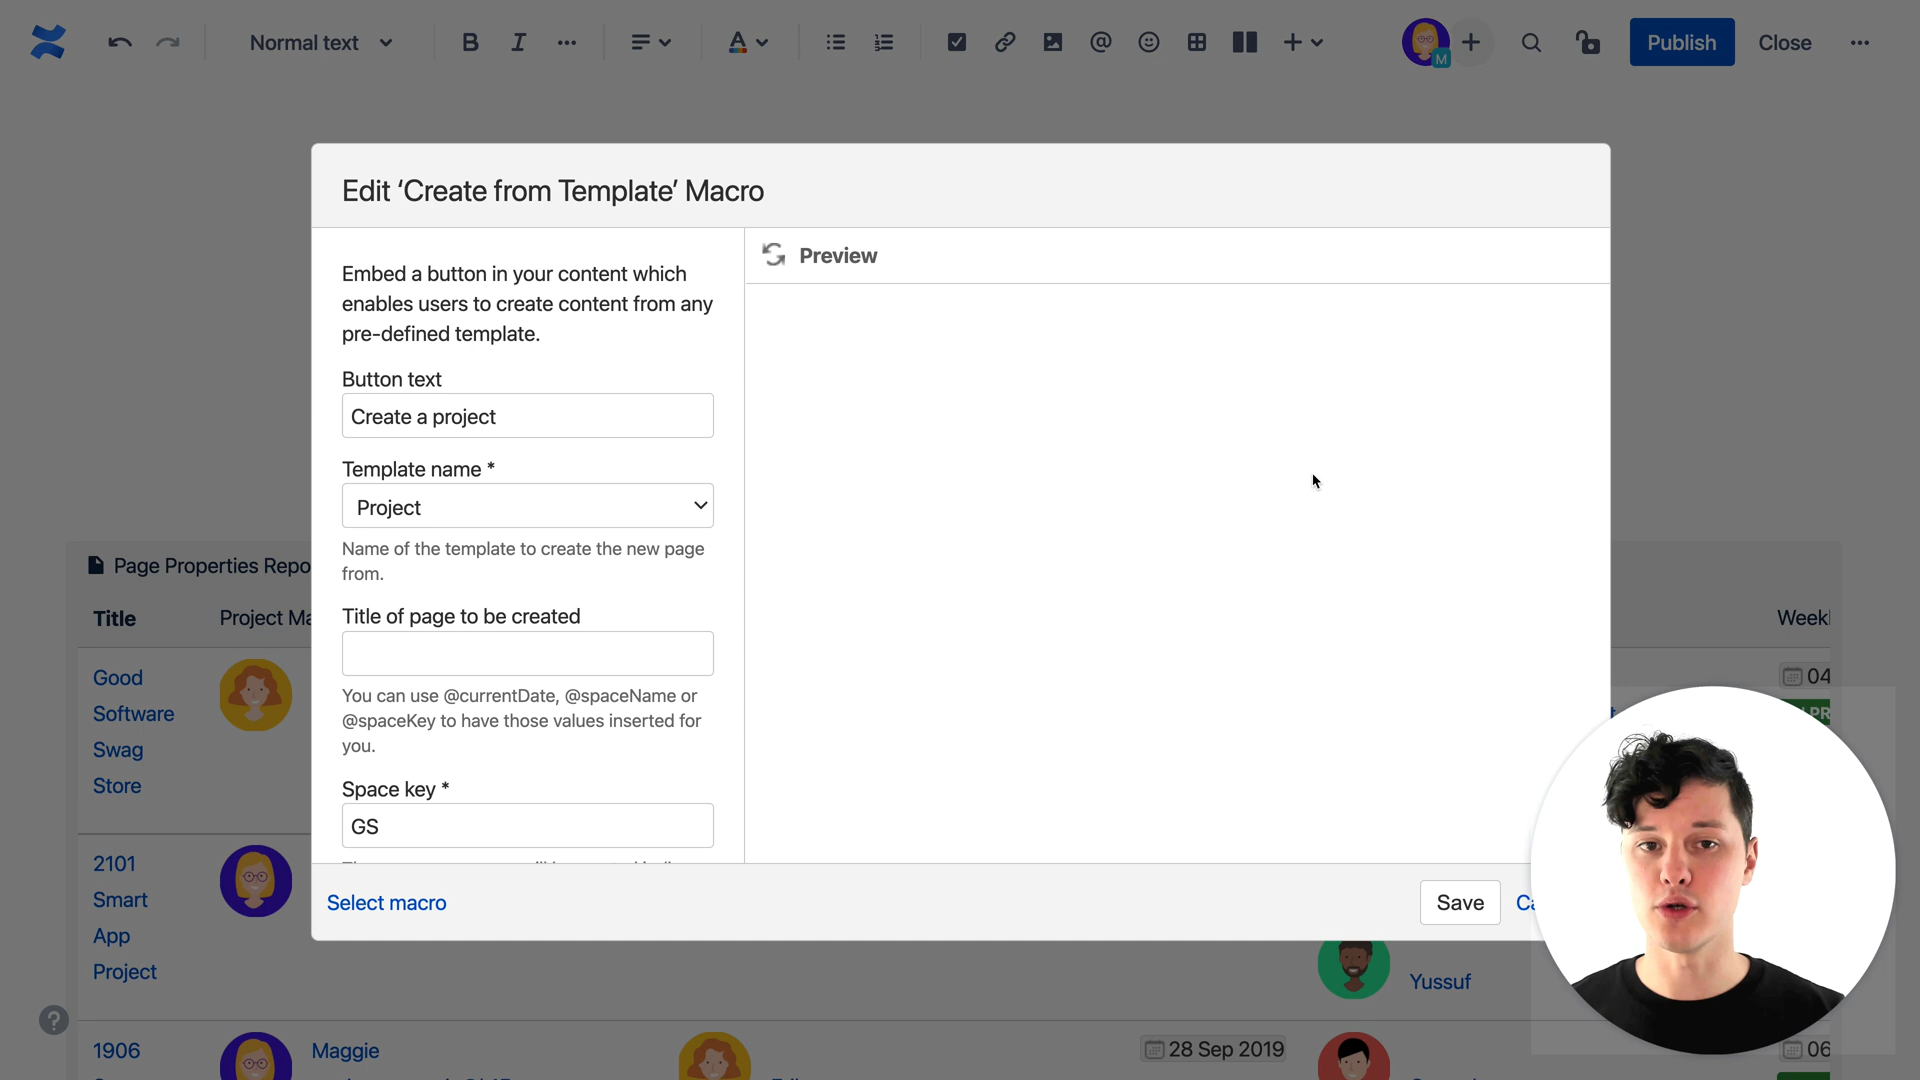 Normal text
B I
A
M
Publish
Close
Edit ‘Create from Template’ Macro
Embed a button in your content which
enables users to create content from any
pre-defined template.
Button text
Create a project
Template name *
Project
Name of the template to create the new page
from.
Title of page to be created
You can use @currentDate, @spaceName or
@spaceKey to have those values inserted for
you.
Space key *
GS
Preview
Select macro
Save
Ca
Page Properties Repo
Title
Project Ma
Weekl
Good
Software
Swag
Store
04
PR
2101
Smart
App
Project
Yussuf
?
1906
Maggie
28 Sep 2019
06